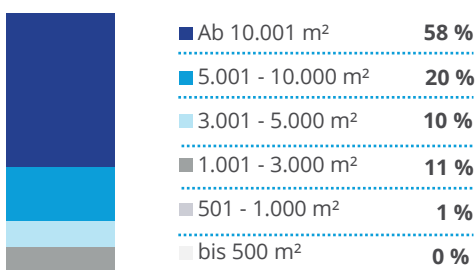 Ab 10.001 m² 58 %
5.001 - 10.000 m² 20 %
3.001 - 5.000 m² 10 %
1.001 - 3.000 m² 11 %
501 - 1.000 m² 1 %
bis 500 m² 0 %